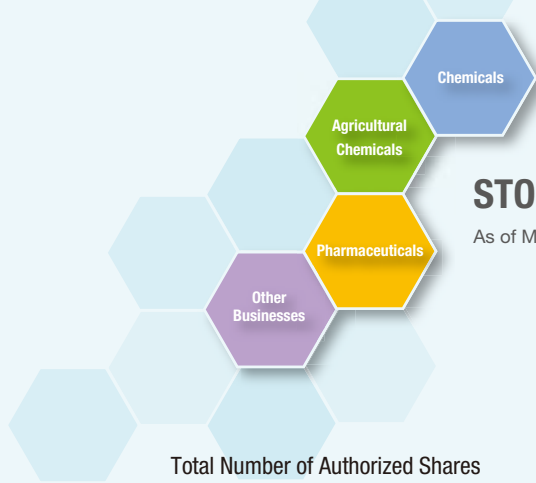 Chemicals
Agricultural
Chemicals
STO
As of M
Pharmaceuticals
Other
Businesses
Total Number of Authorized Shares